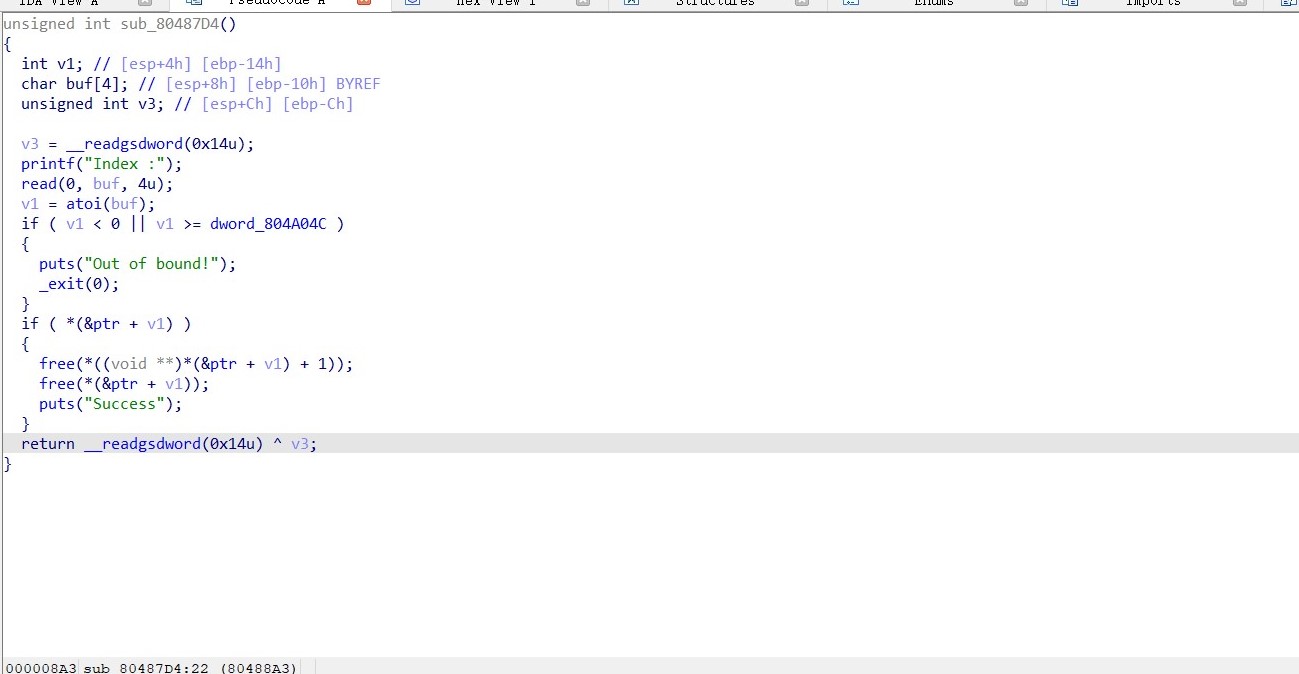 IDA View-A Pseudocode-A Hex View-1 Structures Enums Imports
unsigned int sub_80487D4()
{
  int v1; // [esp+4h] [ebp-14h]
  char buf[4]; // [esp+8h] [ebp-10h] BYREF
  unsigned int v3; // [esp+Ch] [ebp-Ch]

  v3 = __readgsdword(0x14u);
  printf("Index :");
  read(0, buf, 4u);
  v1 = atoi(buf);
  if ( v1 < 0 || v1 >= dword_804A04C )
  {
    puts("Out of bound!");
    _exit(0);
  }
  if ( *(&ptr + v1) )
  {
    free(*((void **)*(&ptr + v1) + 1));
    free(*(&ptr + v1));
    puts("Success");
  }
  return __readgsdword(0x14u) ^ v3;
}
000008A3 sub_80487D4:22 (80488A3)